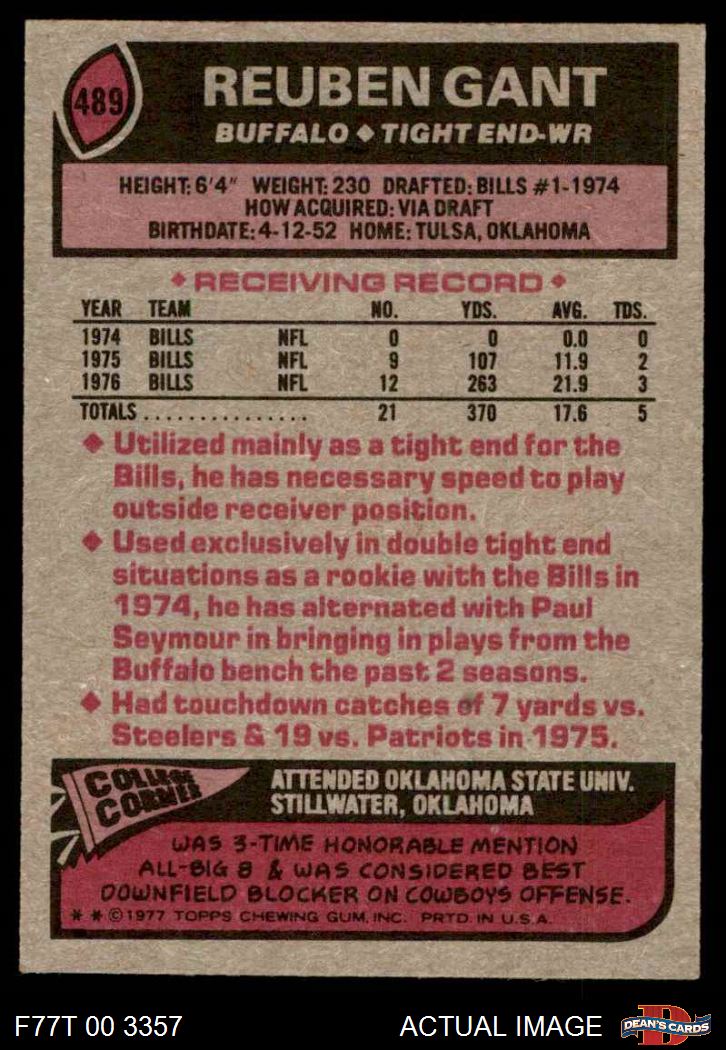 489
REUBEN GANT
BUFFALO ◆ TIGHT END-WR
HEIGHT: 6'4" WEIGHT: 230 DRAFTED: BILLS #1-1974
HOW ACQUIRED: VIA DRAFT
BIRTHDATE: 4-12-52 HOME: TULSA, OKLAHOMA
◆ RECEIVING RECORD ◆
YEAR TEAM NO. YDS. AVG. TDS.
1974 BILLS NFL 0 0 0.0 0
1975 BILLS NFL 9 107 11.9 2
1976 BILLS NFL 12 263 21.9 3
TOTALS ............... 21 370 17.6 5
◆ Utilized mainly as a tight end for the
Bills, he has necessary speed to play
outside receiver position.
◆ Used exclusively in double tight end
situations as a rookie with the Bills in
1974, he has alternated with Paul
Seymour in bringing in plays from the
Buffalo bench the past 2 seasons.
◆ Had touchdown catches of 7 yards vs.
Steelers & 19 vs. Patriots in 1975.
COLLEGE
CORNER
ATTENDED OKLAHOMA STATE UNIV.
STILLWATER, OKLAHOMA
WAS 3-TIME HONORABLE MENTION
ALL-BIG 8 & WAS CONSIDERED BEST
DOWNFIELD BLOCKER ON COWBOYS OFFENSE.
* * © 1977 TOPPS CHEWING GUM, INC. PRTD. IN U.S.A.
F77T 00 3357
ACTUAL IMAGE
D
DEAN'S CARDS